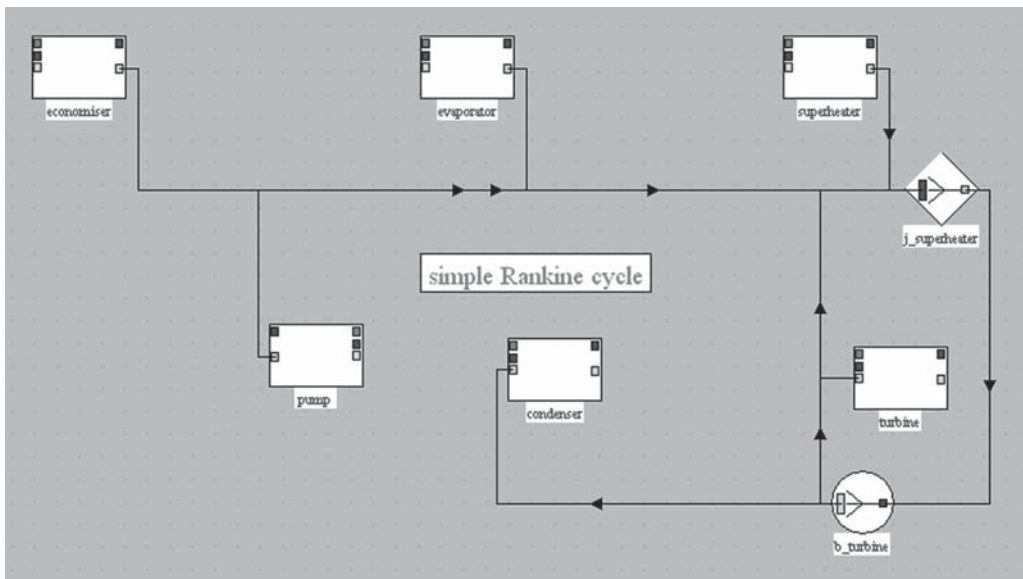 economiser
evaporator
superheater
j_superheater
simple Rankine cycle
pump
condenser
turbine
b_turbine